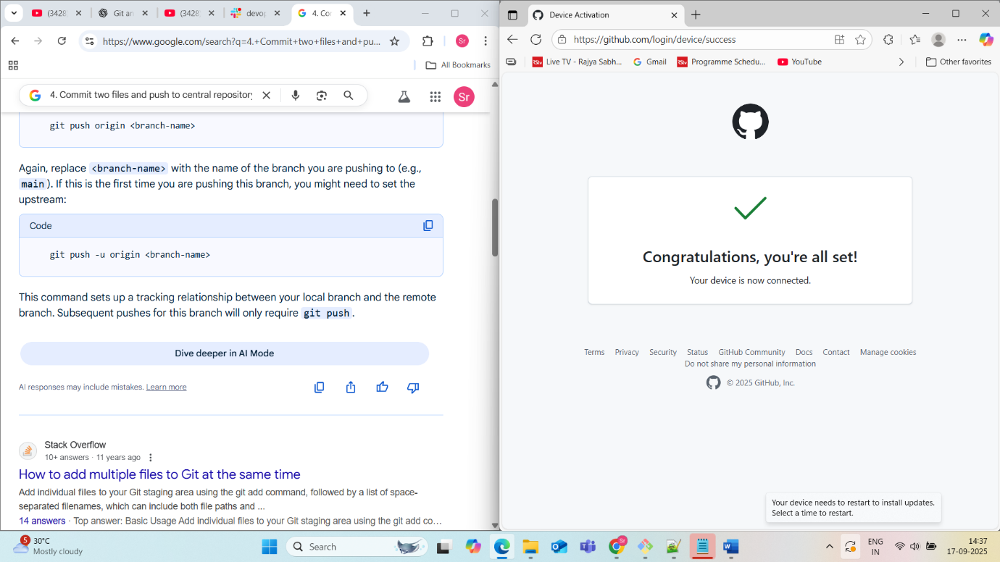 (3428
Git an
(3428,
devop
4. Co
https://www.google.com/search?q=4.+Commit+two+files+and+pu...
Sr
All Bookmarks
4. Commit two files and push to central repository
Sr
git push origin <branch-name>
Again, replace <branch-name> with the name of the branch you are pushing to (e.g.,
main ). If this is the first time you are pushing this branch, you might need to set the
upstream:
Code
git push -u origin <branch-name>
This command sets up a tracking relationship between your local branch and the remote
branch. Subsequent pushes for this branch will only require git push .
Dive deeper in AI Mode
AI responses may include mistakes. Learn more
Stack Overflow
10+ answers · 11 years ago
How to add multiple files to Git at the same time
Add individual files to your Git staging area using the git add command, followed by a list of space-
separated filenames, which can include both file paths and ...
14 answers · Top answer: Basic Usage Add individual files to your Git staging area using the git add co...
Device Activation
https://github.com/login/device/success
Live TV - Rajya Sabh...
Gmail
Programme Schedu...
YouTube
Other favorites
Congratulations, you're all set!
Your device is now connected.
Terms Privacy Security Status GitHub Community Docs Contact Manage cookies
Do not share my personal information
© 2025 GitHub, Inc.
Your device needs to restart to install updates.
Select a time to restart.
5
30°C
Mostly cloudy
Search
Sr
ENG
IN
14:37
17-09-2025